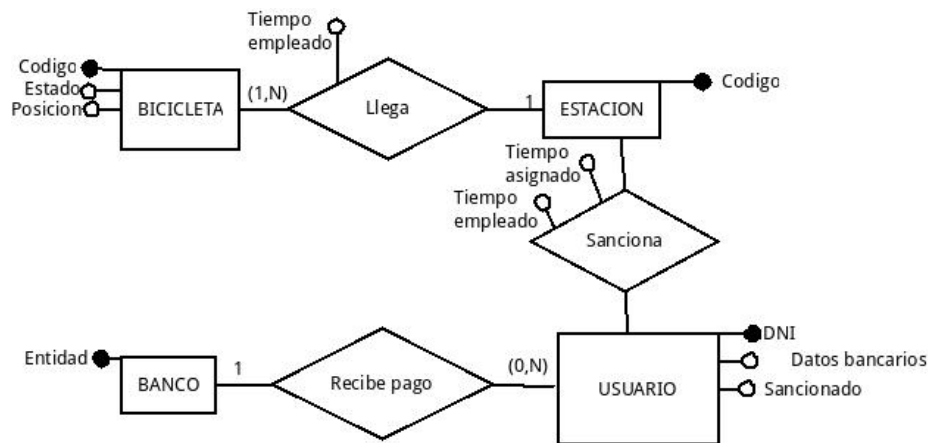 Tiempo
empleado
Codigo
Estado
Posicion
BICICLETA
(1,N)
Llega
1
ESTACION
Codigo
Tiempo
asignado
Tiempo
empleado
Sanciona
Entidad
BANCO
1
Recibe pago
(0,N)
USUARIO
DNI
Datos bancarios
Sancionado